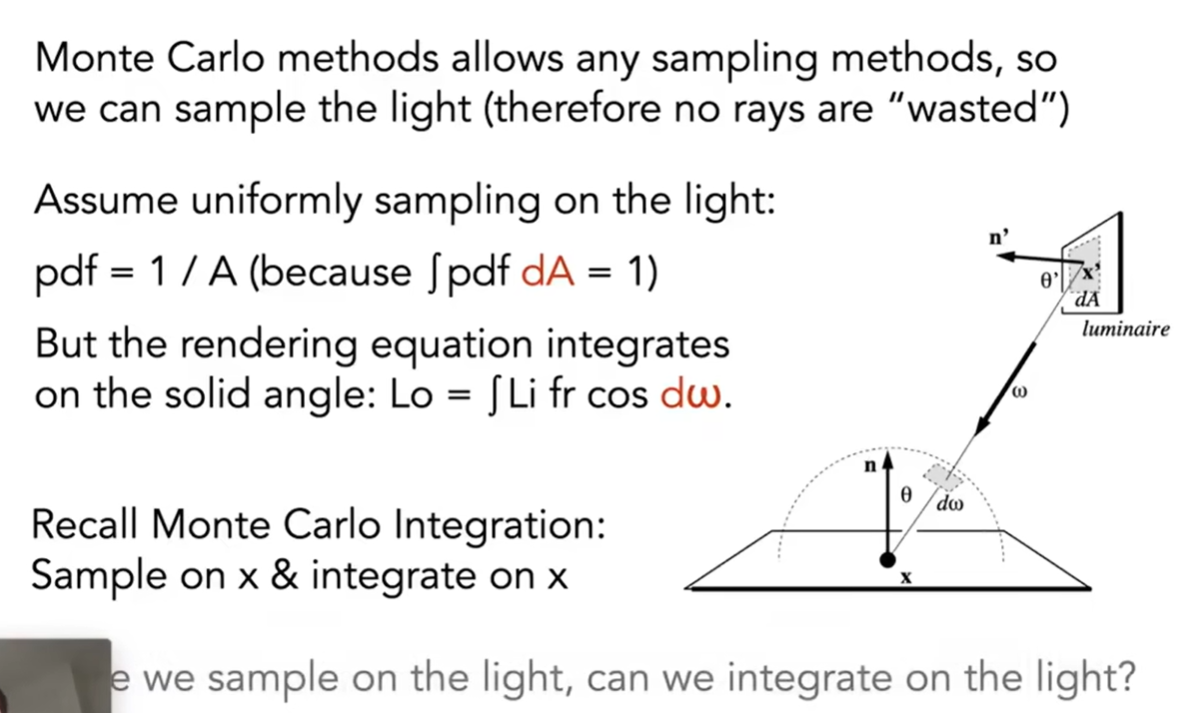 Monte Carlo methods allows any sampling methods, so
we can sample the light (therefore no rays are “wasted”)
Assume uniformly sampling on the light:
pdf = 1 / A (because ∫pdf dA = 1)
But the rendering equation integrates
on the solid angle: Lo = ∫Li fr cos dω.
n’
θ’
x’
dA
luminaire
ω
n
θ
dω
x
Recall Monte Carlo Integration:
Sample on x & integrate on x
we sample on the light, can we integrate on the light?